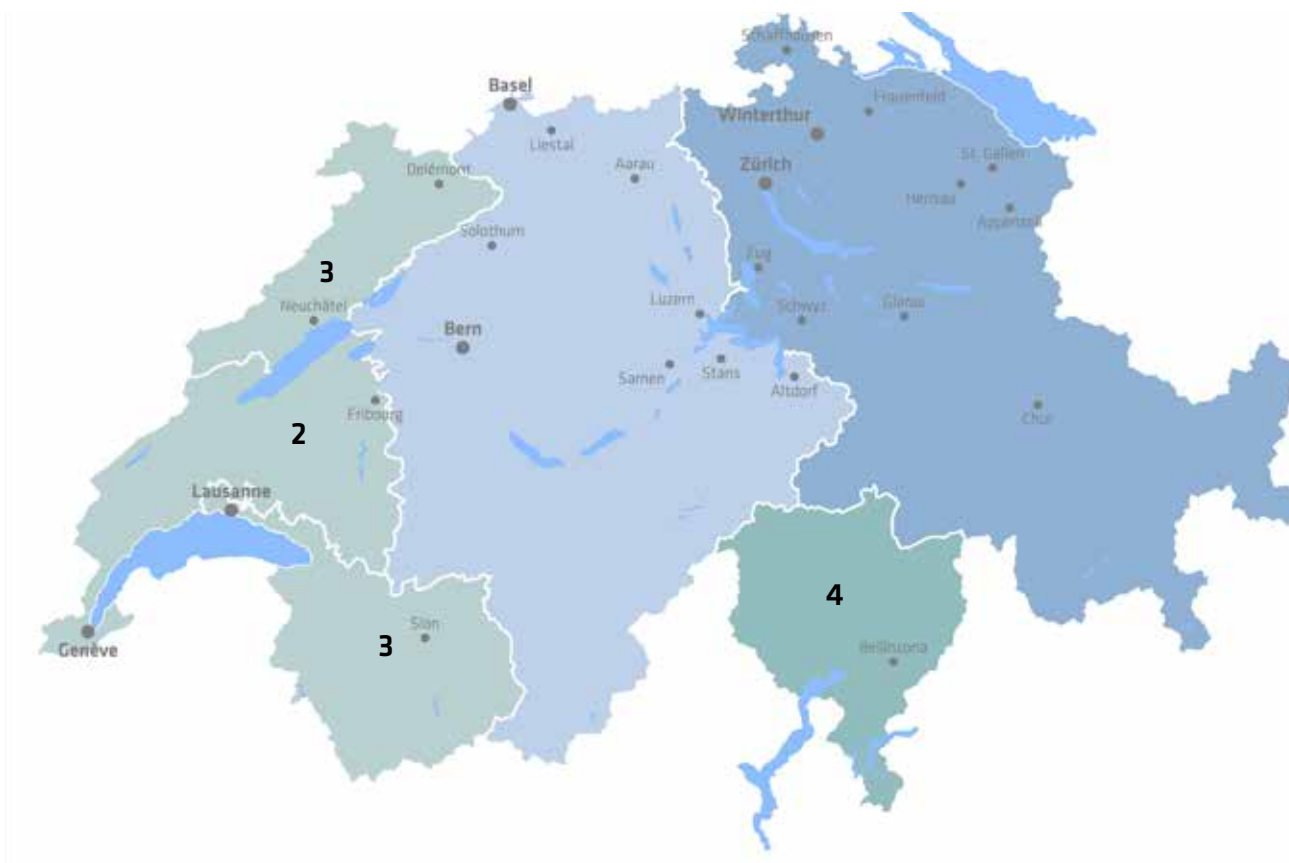 Schaffhausen
Basel
Frauenfeld
Winterthur
Liestal
St. Gallen
Delémont
Aarau
Zürich
Herisau
Appenzell
Solothurn
Zug
3
Neuchâtel
Luzern
Schwyz
Glarus
Bern
Sarnen
Stans
Altdorf
Fribourg
Chur
2
Lausanne
4
Genève
Sion
3
Bellinzona